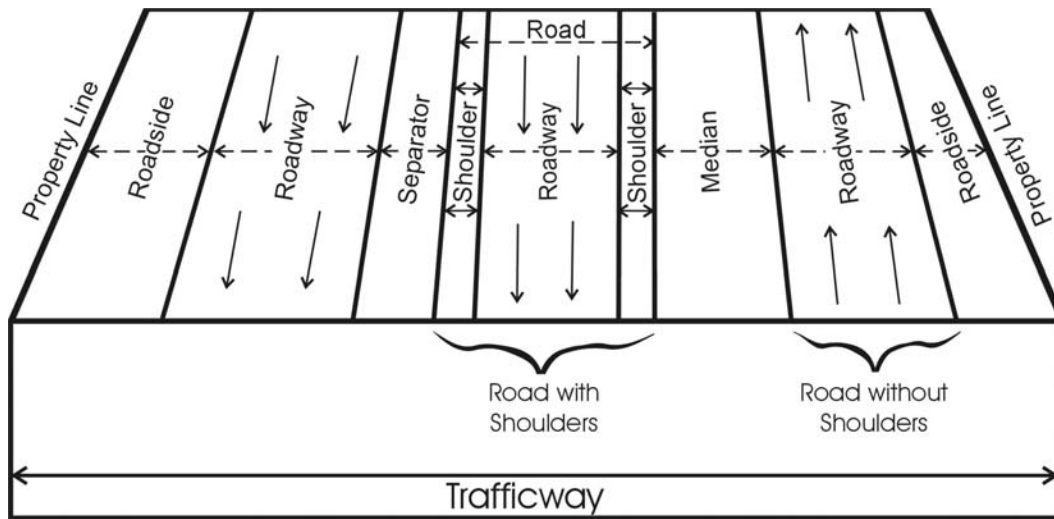 Road
Property Line
Roadside
Roadway
Separator
Shoulder
Roadway
Shoulder
Median
Roadway
Roadside
Property Line
Road with
Shoulders
Road without
Shoulders
Trafficway